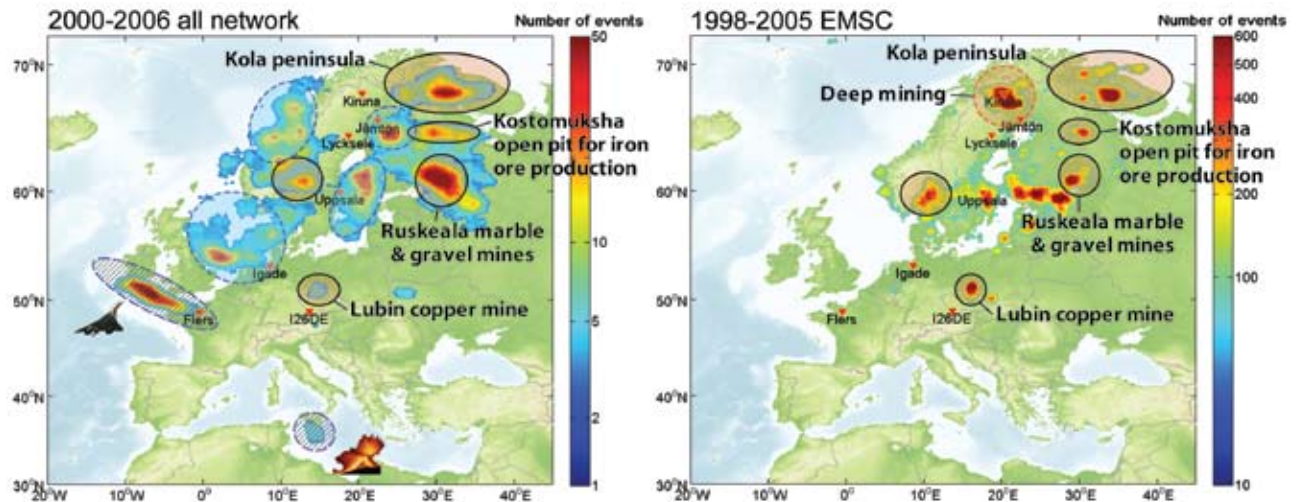 2000-2006 all network
Number of events
50
10
5
2
1
70°N
60°N
50°N
40°N
30°N
20°W
10°W
0°
10°E
20°E
30°E
40°E
Kola peninsula
Kiruna
Jämtön
Lycksele
Kostomuksha
open pit for iron
ore production
Uppsala
Ruskeala marble
& gravel mines
Igade
Lubin copper mine
Flers
I26DE
1998-2005 EMSC
Number of events
600
500
400
300
200
100
10
70°N
60°N
50°N
40°N
30°N
20°W
10°W
0°
10°E
20°E
30°E
40°E
Kola peninsula
Deep mining
Kiruna
Jämtön
Lycksele
Kostomuksha
open pit for iron
ore production
Uppsala
Ruskeala marble
& gravel mines
Igade
Lubin copper mine
Flers
I26DE